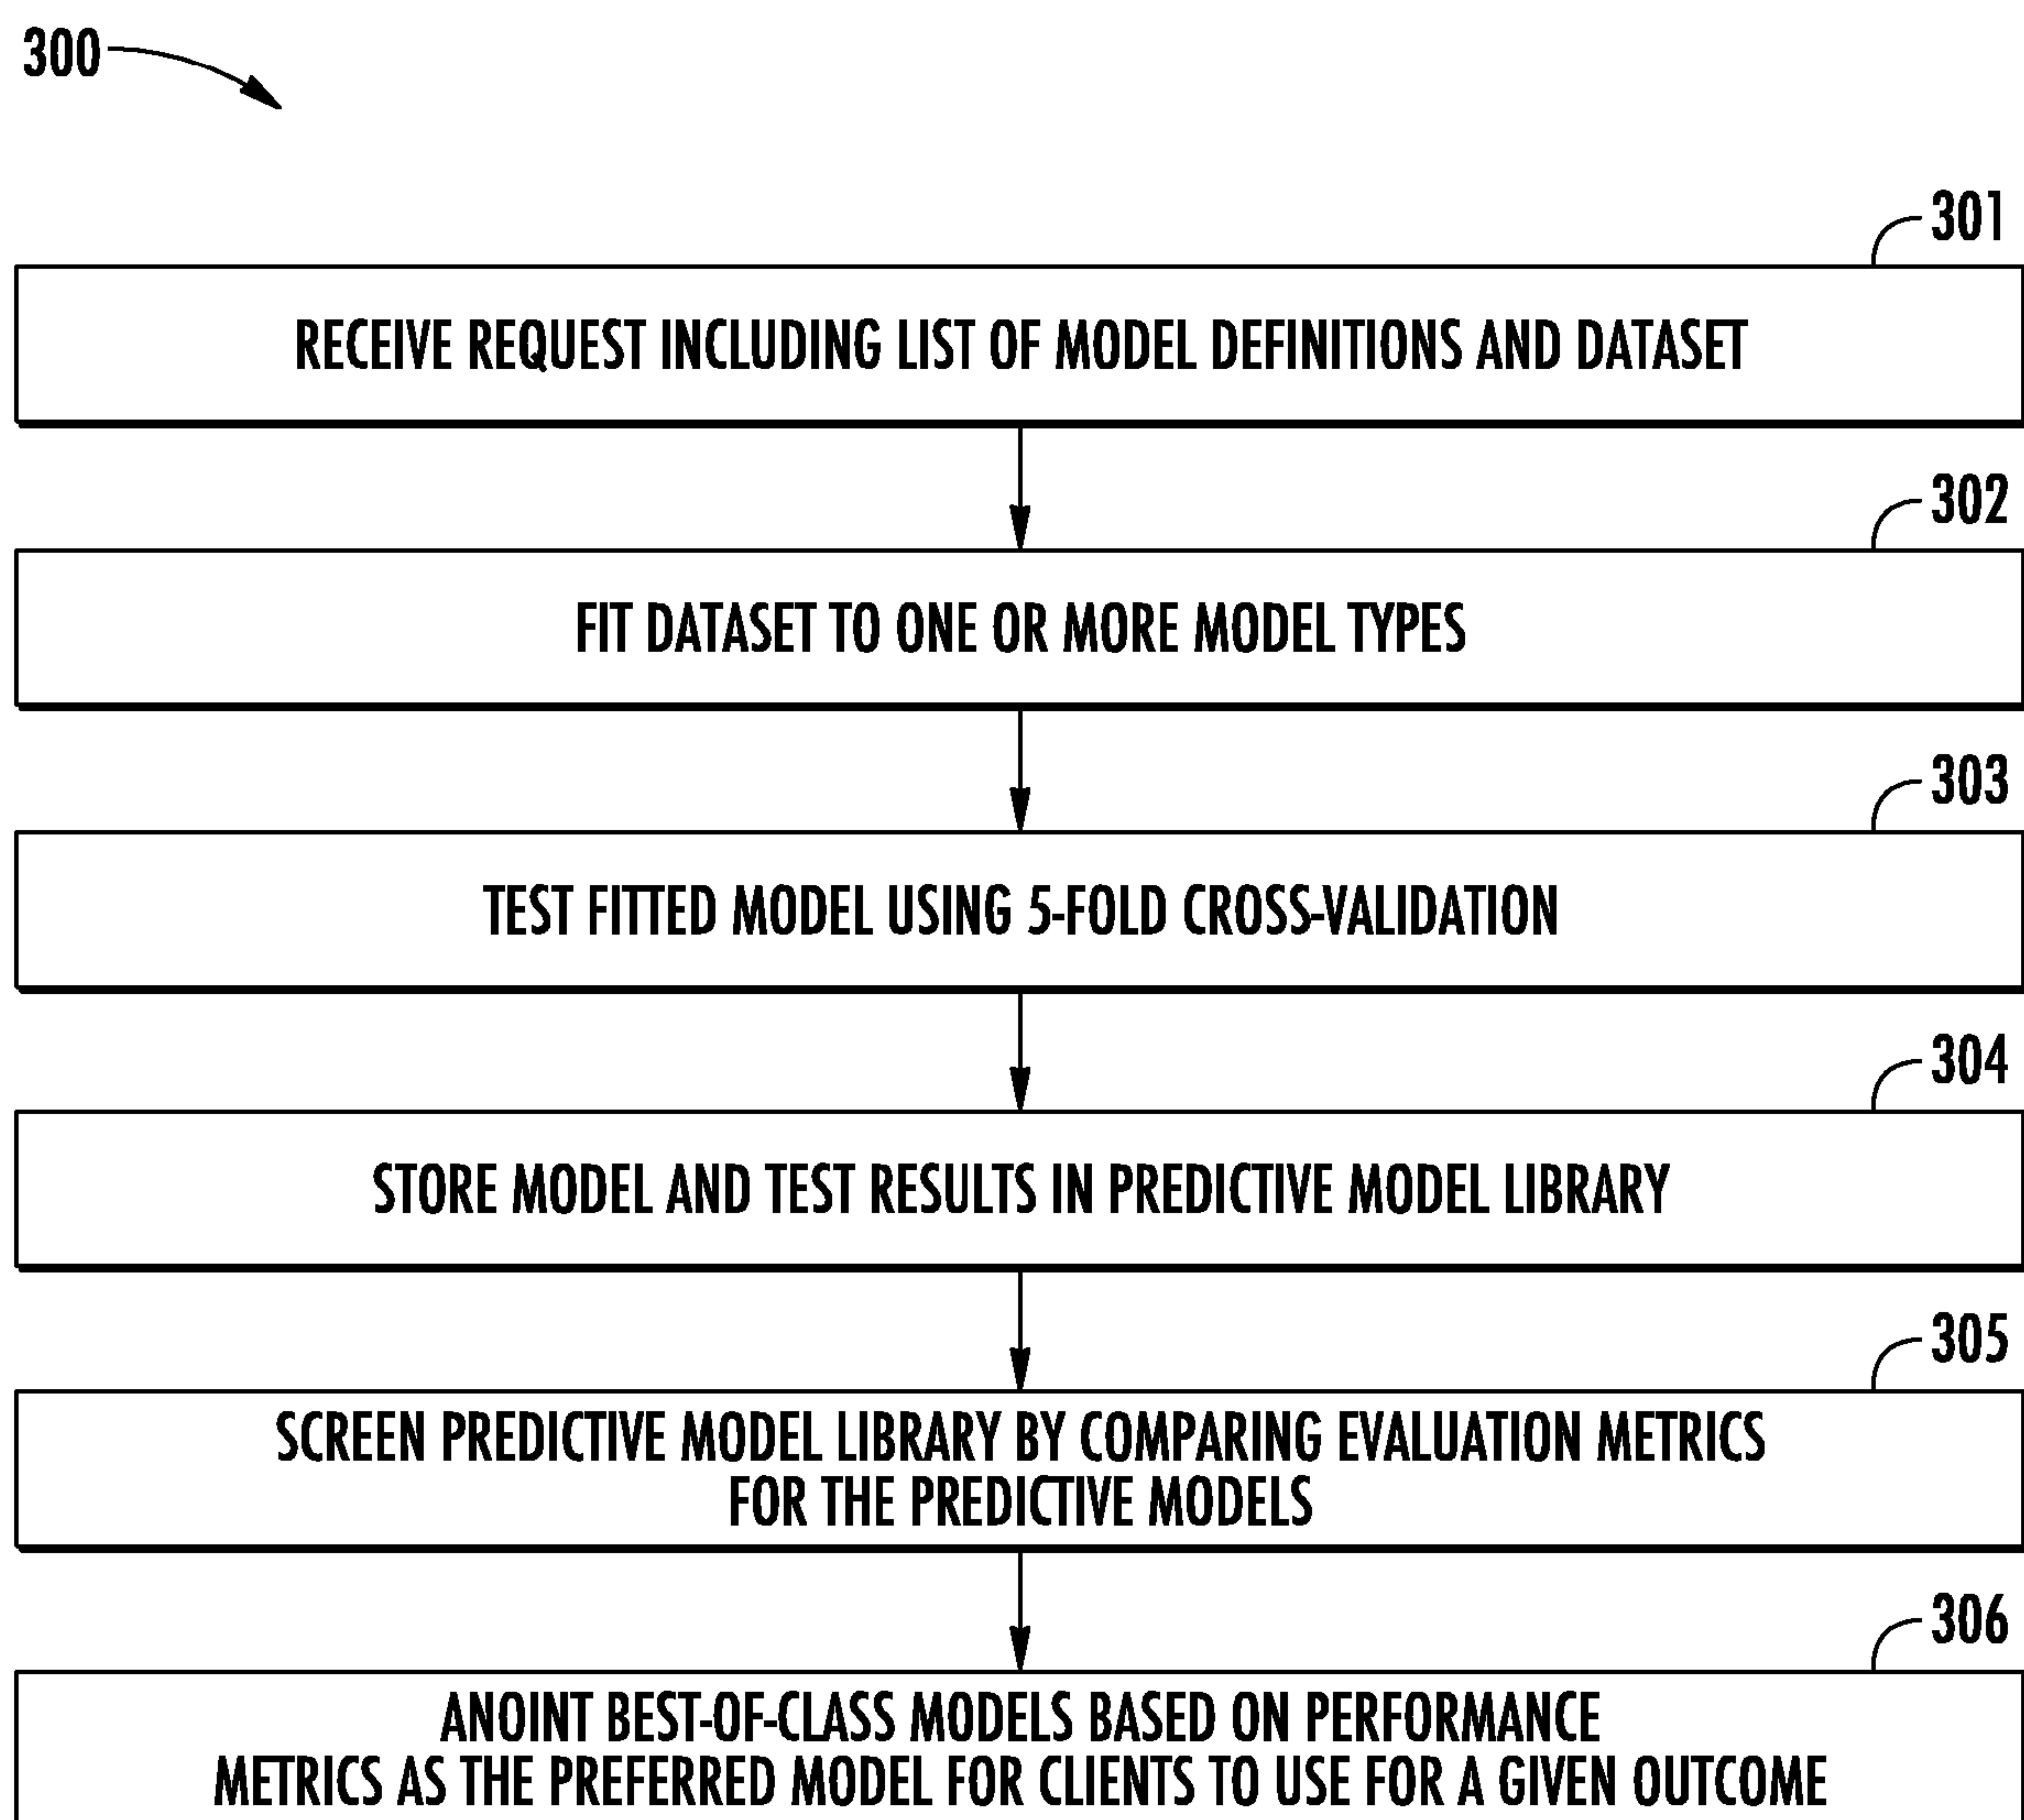 300
301
RECEIVE REQUEST INCLUDING LIST OF MODEL DEFINITIONS AND DATASET
302
FIT DATASET TO ONE OR MORE MODEL TYPES
303
TEST FITTED MODEL USING 5-FOLD CROSS-VALIDATION
304
STORE MODEL AND TEST RESULTS IN PREDICTIVE MODEL LIBRARY
305
SCREEN PREDICTIVE MODEL LIBRARY BY COMPARING EVALUATION METRICS
FOR THE PREDICTIVE MODELS
306
ANOINT BEST-OF-CLASS MODELS BASED ON PERFORMANCE
METRICS AS THE PREFERRED MODEL FOR CLIENTS TO USE FOR A GIVEN OUTCOME